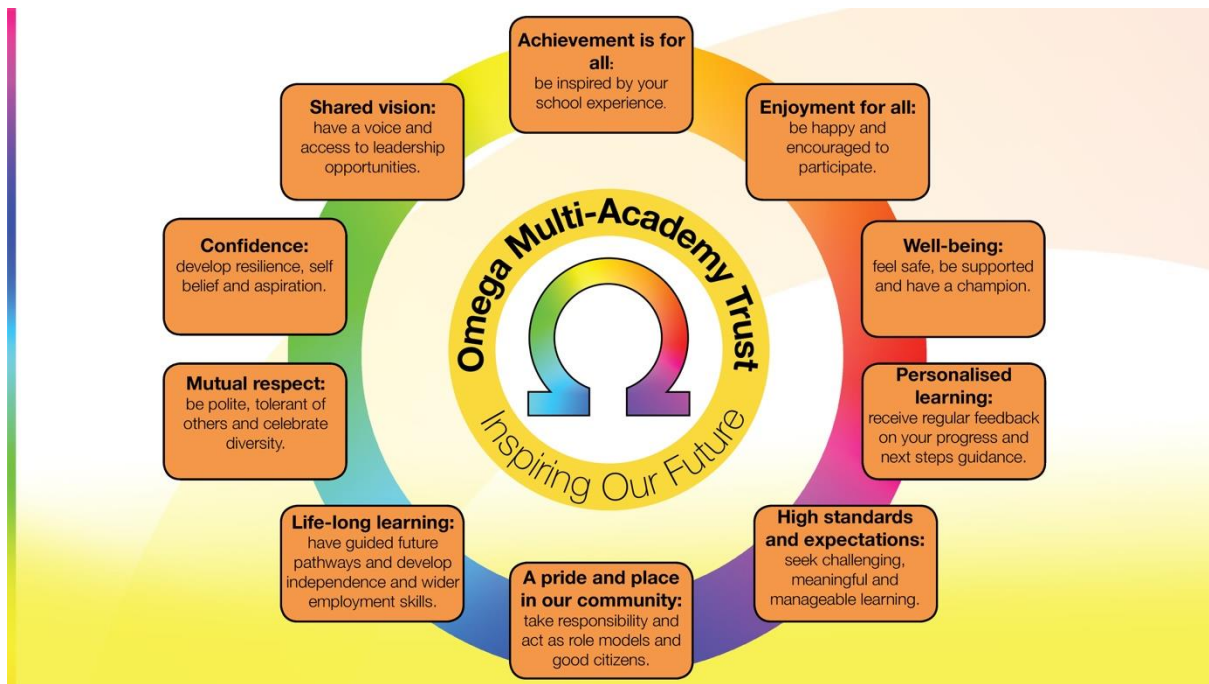 Achievement is for
all:
be inspired by your
school experience.
Enjoyment for all:
be happy and
encouraged to
participate.
Well-being:
feel safe, be supported
and have a champion.
Personalised
learning:
receive regular feedback
on your progress and
next steps guidance.
High standards
and expectations:
seek challenging,
meaningful and
manageable learning.
A pride and place
in our community:
take responsibility and
act as role models and
good citizens.
Life-long learning:
have guided future
pathways and develop
independence and wider
employment skills.
Mutual respect:
be polite, tolerant of
others and celebrate
diversity.
Confidence:
develop resilience, self
belief and aspiration.
Shared vision:
have a voice and
access to leadership
opportunities.
Omega Multi-Academy Trust
Ω
Inspiring Our Future